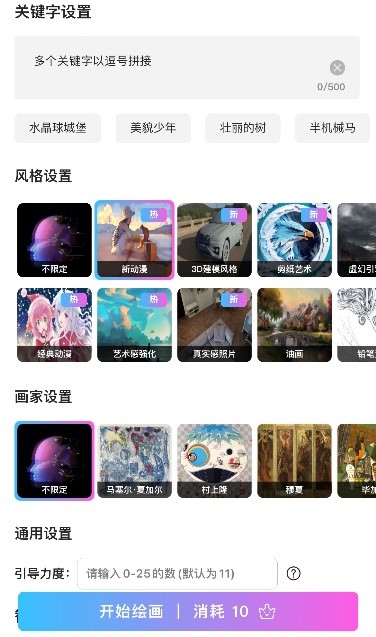 关键字设置
多个关键字以逗号拼接
0/500
水晶球城堡 美貌少年 壮丽的树 半机械马
风格设置
热 新 新
不限定 新动漫 3D建模风格 剪纸艺术 虚幻引
热 热 新
经典动漫 艺术感强化 真实感照片 油画 铅笔
画家设置
不限定 马塞尔·夏加尔 村上隆 穆夏 毕加
通用设置
引导力度: 请输入0-25的数(默认为11) ?
开始绘画 | 消耗 10